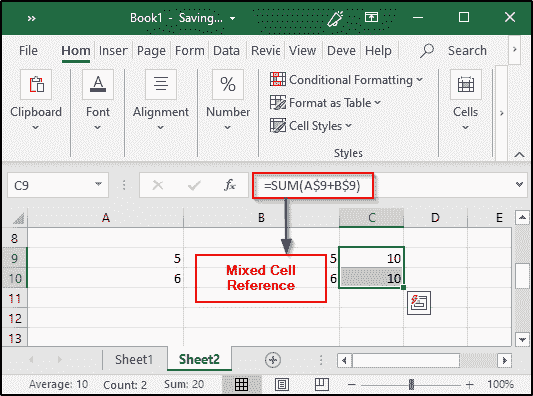 » Book1 - Saving...
File Hom Inser Page Form Data Revie View Deve Help Search
Clipboard Font Alignment Number Conditional Formatting Format as Table Cell Styles Cells
Styles
C9 fx =SUM(A$9+B$9)
A B C D E
8
9 5 5 10
10 6 6 10
Mixed Cell
Reference
11
12
13
Sheet1 Sheet2
Average: 10 Count: 2 Sum: 20 100%